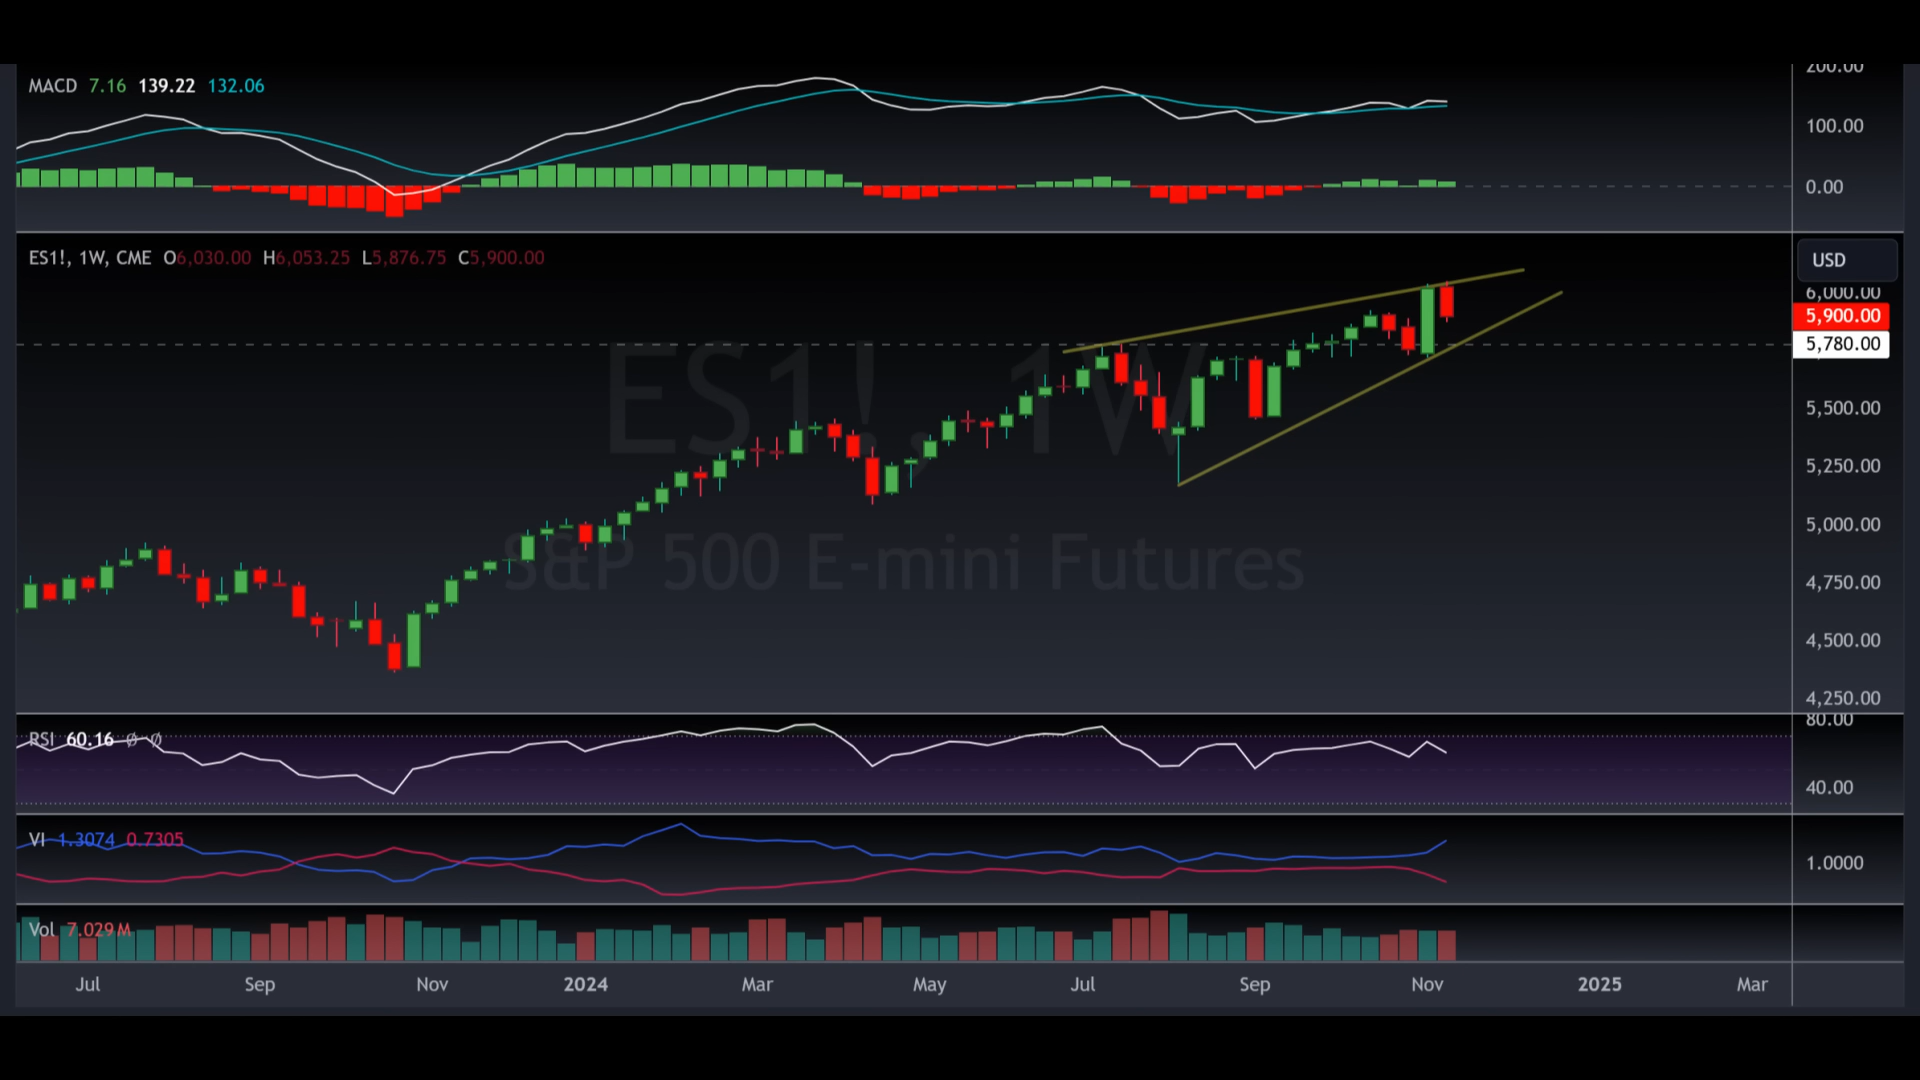 MACD 7.16 139.22 132.06
200.00
100.00
0.00
ES1!, 1W, CME O6,030.00 H6,053.25 L5,876.75 C5,900.00
USD
6,000.00
5,900.00
5,780.00
ES1!, 1W
5,500.00
5,250.00
5,000.00
S&P 500 E-mini Futures
4,750.00
4,500.00
4,250.00
80.00
RSI 60.16 ∅ ∅
40.00
VI 1.3074 0.7305
1.0000
Vol 7.029M
Jul Sep Nov 2024 Mar May Jul Sep Nov 2025 Mar